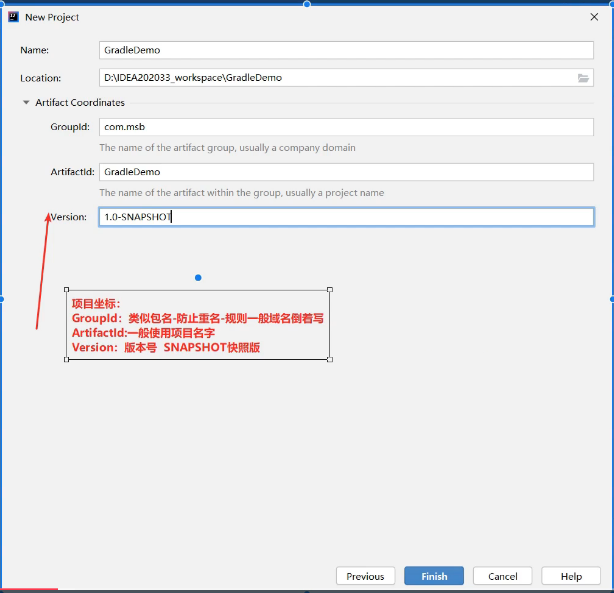 New Project
Name: GradleDemo
Location: D:\IDEA202033_workspace\GradleDemo
Artifact Coordinates
GroupId: com.msb
The name of the artifact group, usually a company domain
ArtifactId: GradleDemo
The name of the artifact within the group, usually a project name
Version: 1.0-SNAPSHOT
项目坐标：
GroupId：类似包名-防止重名-规则一般域名倒着写
ArtifactId:一般使用项目名字
Version：版本号 SNAPSHOT快照版
Previous Finish Cancel Help